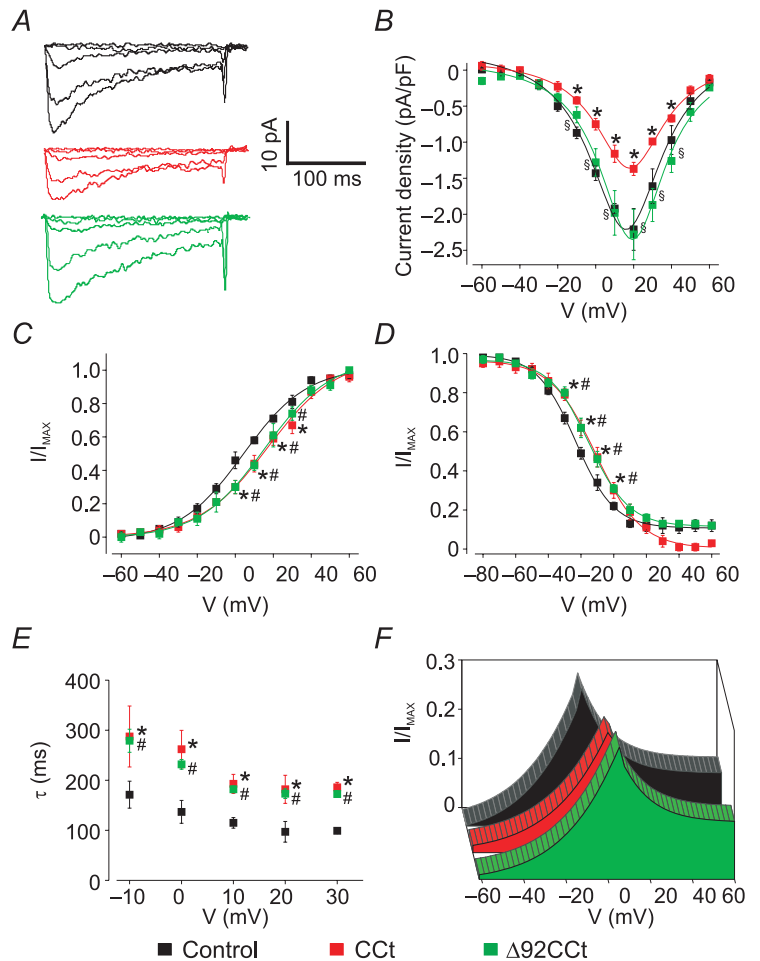 A
10 pA
100 ms
B
Current density (pA/pF)
0
−0.5
−1.0
−1.5
−2.0
−2.5
* * * * * *
§ § § § § §
−60 −40 −20 0 20 40 60
V (mV)
C
I/I_MAX
1.0
0.8
0.6
0.4
0.2
0
#
*
*#
*#
*#
−60 −40 −20 0 20 40 60
V (mV)
D
I/I_MAX
1.0
0.8
0.6
0.4
0.2
0
*#
*#
*#
*#
−80 −60 −40 −20 0 20 40 60
V (mV)
E
τ (ms)
400
300
200
100
0
* * * * *
# # # # #
−10 0 10 20 30
V (mV)
F
I/I_MAX
0.3
0.2
0.1
0
−60 −40 −20 0 20 40 60
V (mV)
Control CCt Δ92CCt